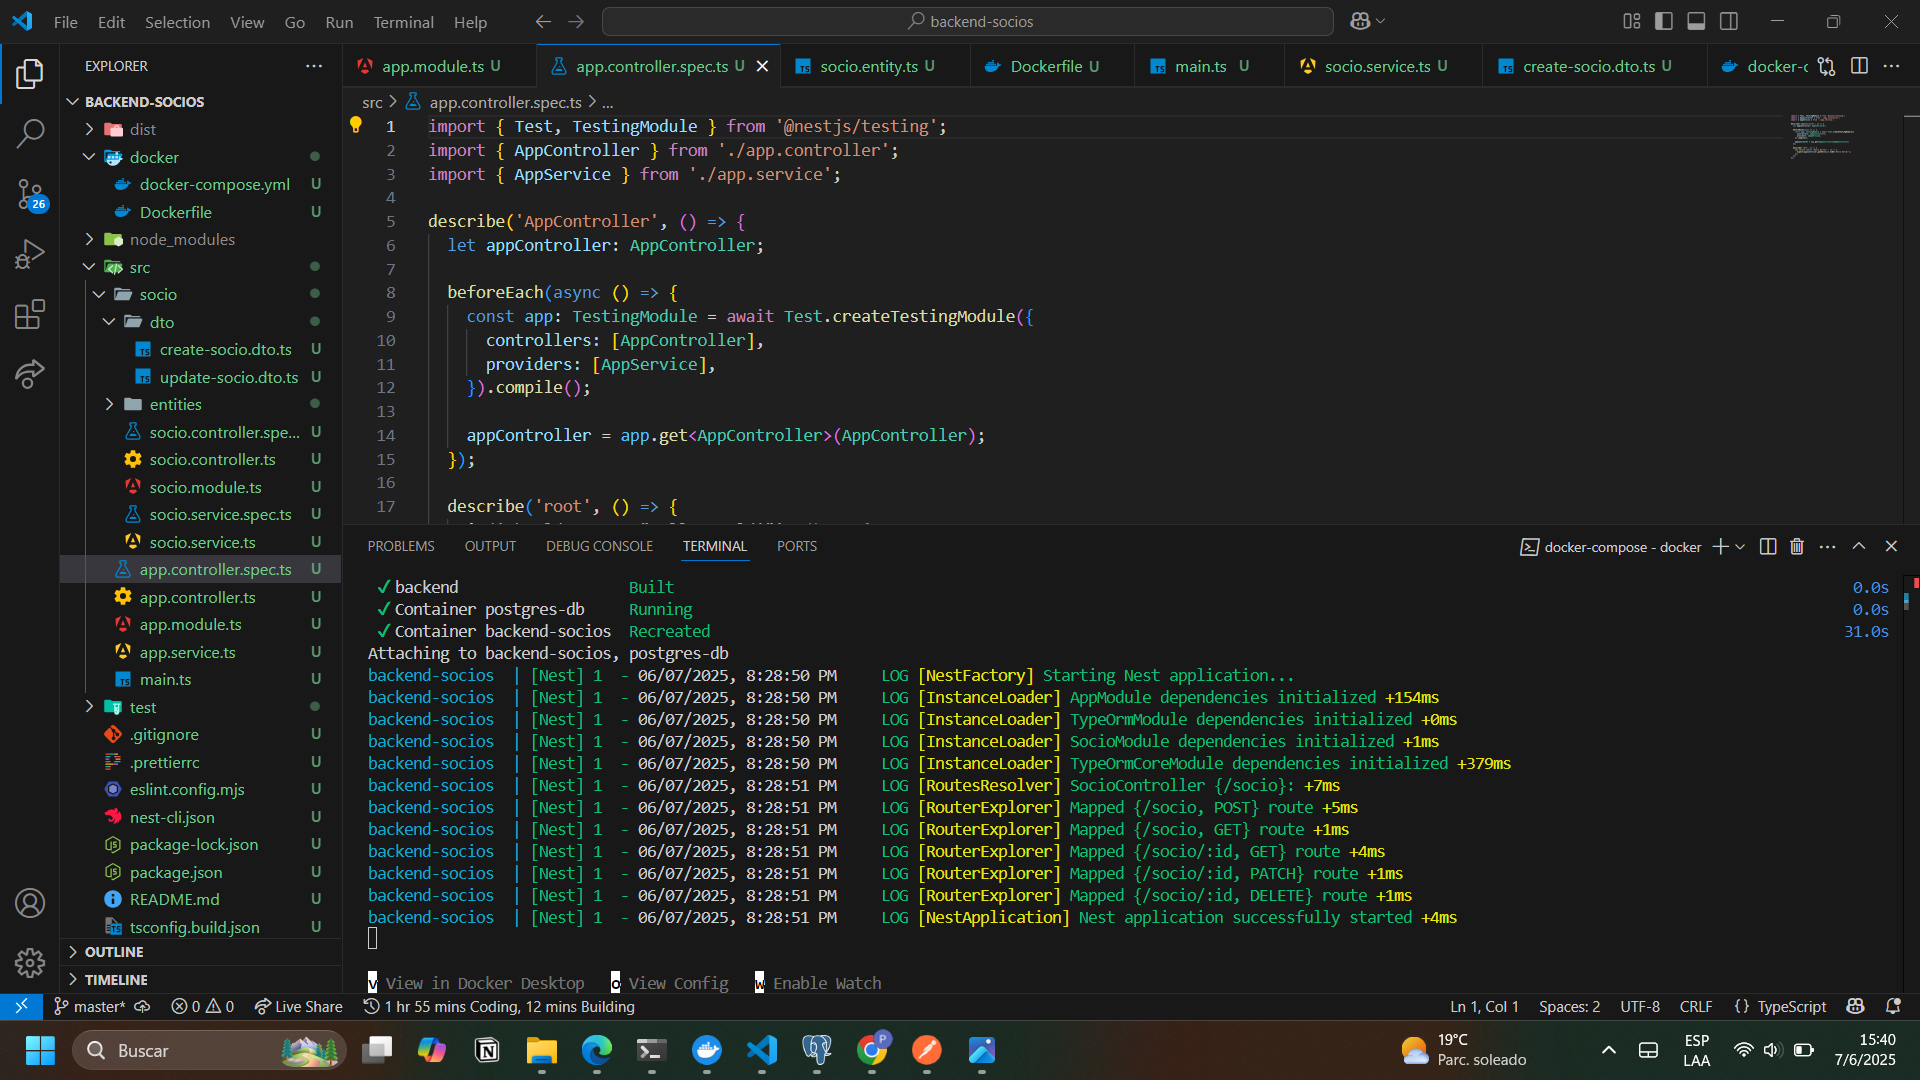 File Edit Selection View Go Run Terminal Help
backend-socios
EXPLORER
BACKEND-SOCIOS
dist
docker
docker-compose.yml U
Dockerfile U
node_modules
src
socio
dto
create-socio.dto.ts U
update-socio.dto.ts U
entities
socio.controller.spe... U
socio.controller.ts U
socio.module.ts U
socio.service.spec.ts U
socio.service.ts U
app.controller.spec.ts U
app.controller.ts U
app.module.ts U
app.service.ts U
main.ts U
test
.gitignore U
.prettierrc U
eslint.config.mjs U
nest-cli.json U
package-lock.json U
package.json U
README.md U
tsconfig.build.json U
OUTLINE
TIMELINE
26
app.module.ts U app.controller.spec.ts U socio.entity.ts U Dockerfile U main.ts U socio.service.ts U create-socio.dto.ts U docker-c
src > app.controller.spec.ts > ...
1 import { Test, TestingModule } from '@nestjs/testing';
2 import { AppController } from './app.controller';
3 import { AppService } from './app.service';
4
5 describe('AppController', () => {
6 let appController: AppController;
7
8 beforeEach(async () => {
9 const app: TestingModule = await Test.createTestingModule({
10 controllers: [AppController],
11 providers: [AppService],
12 }).compile();
13
14 appController = app.get<AppController>(AppController);
15 });
16
17 describe('root', () => {
PROBLEMS OUTPUT DEBUG CONSOLE TERMINAL PORTS
docker-compose - docker
✓ backend Built 0.0s
✓ Container postgres-db Running 0.0s
✓ Container backend-socios Recreated 31.0s
Attaching to backend-socios, postgres-db
backend-socios | [Nest] 1 - 06/07/2025, 8:28:50 PM LOG [NestFactory] Starting Nest application...
backend-socios | [Nest] 1 - 06/07/2025, 8:28:50 PM LOG [InstanceLoader] AppModule dependencies initialized +154ms
backend-socios | [Nest] 1 - 06/07/2025, 8:28:50 PM LOG [InstanceLoader] TypeOrmModule dependencies initialized +0ms
backend-socios | [Nest] 1 - 06/07/2025, 8:28:50 PM LOG [InstanceLoader] SocioModule dependencies initialized +1ms
backend-socios | [Nest] 1 - 06/07/2025, 8:28:50 PM LOG [InstanceLoader] TypeOrmCoreModule dependencies initialized +379ms
backend-socios | [Nest] 1 - 06/07/2025, 8:28:51 PM LOG [RoutesResolver] SocioController {/socio}: +7ms
backend-socios | [Nest] 1 - 06/07/2025, 8:28:51 PM LOG [RouterExplorer] Mapped {/socio, POST} route +5ms
backend-socios | [Nest] 1 - 06/07/2025, 8:28:51 PM LOG [RouterExplorer] Mapped {/socio, GET} route +1ms
backend-socios | [Nest] 1 - 06/07/2025, 8:28:51 PM LOG [RouterExplorer] Mapped {/socio/:id, GET} route +4ms
backend-socios | [Nest] 1 - 06/07/2025, 8:28:51 PM LOG [RouterExplorer] Mapped {/socio/:id, PATCH} route +1ms
backend-socios | [Nest] 1 - 06/07/2025, 8:28:51 PM LOG [RouterExplorer] Mapped {/socio/:id, DELETE} route +1ms
backend-socios | [Nest] 1 - 06/07/2025, 8:28:51 PM LOG [NestApplication] Nest application successfully started +4ms
v View in Docker Desktop o View Config w Enable Watch
master* 0 0 Live Share 1 hr 55 mins Coding, 12 mins Building Ln 1, Col 1 Spaces: 2 UTF-8 CRLF {} TypeScript
Buscar
19°C
Parc. soleado
ESP
LAA
15:40
7/6/2025